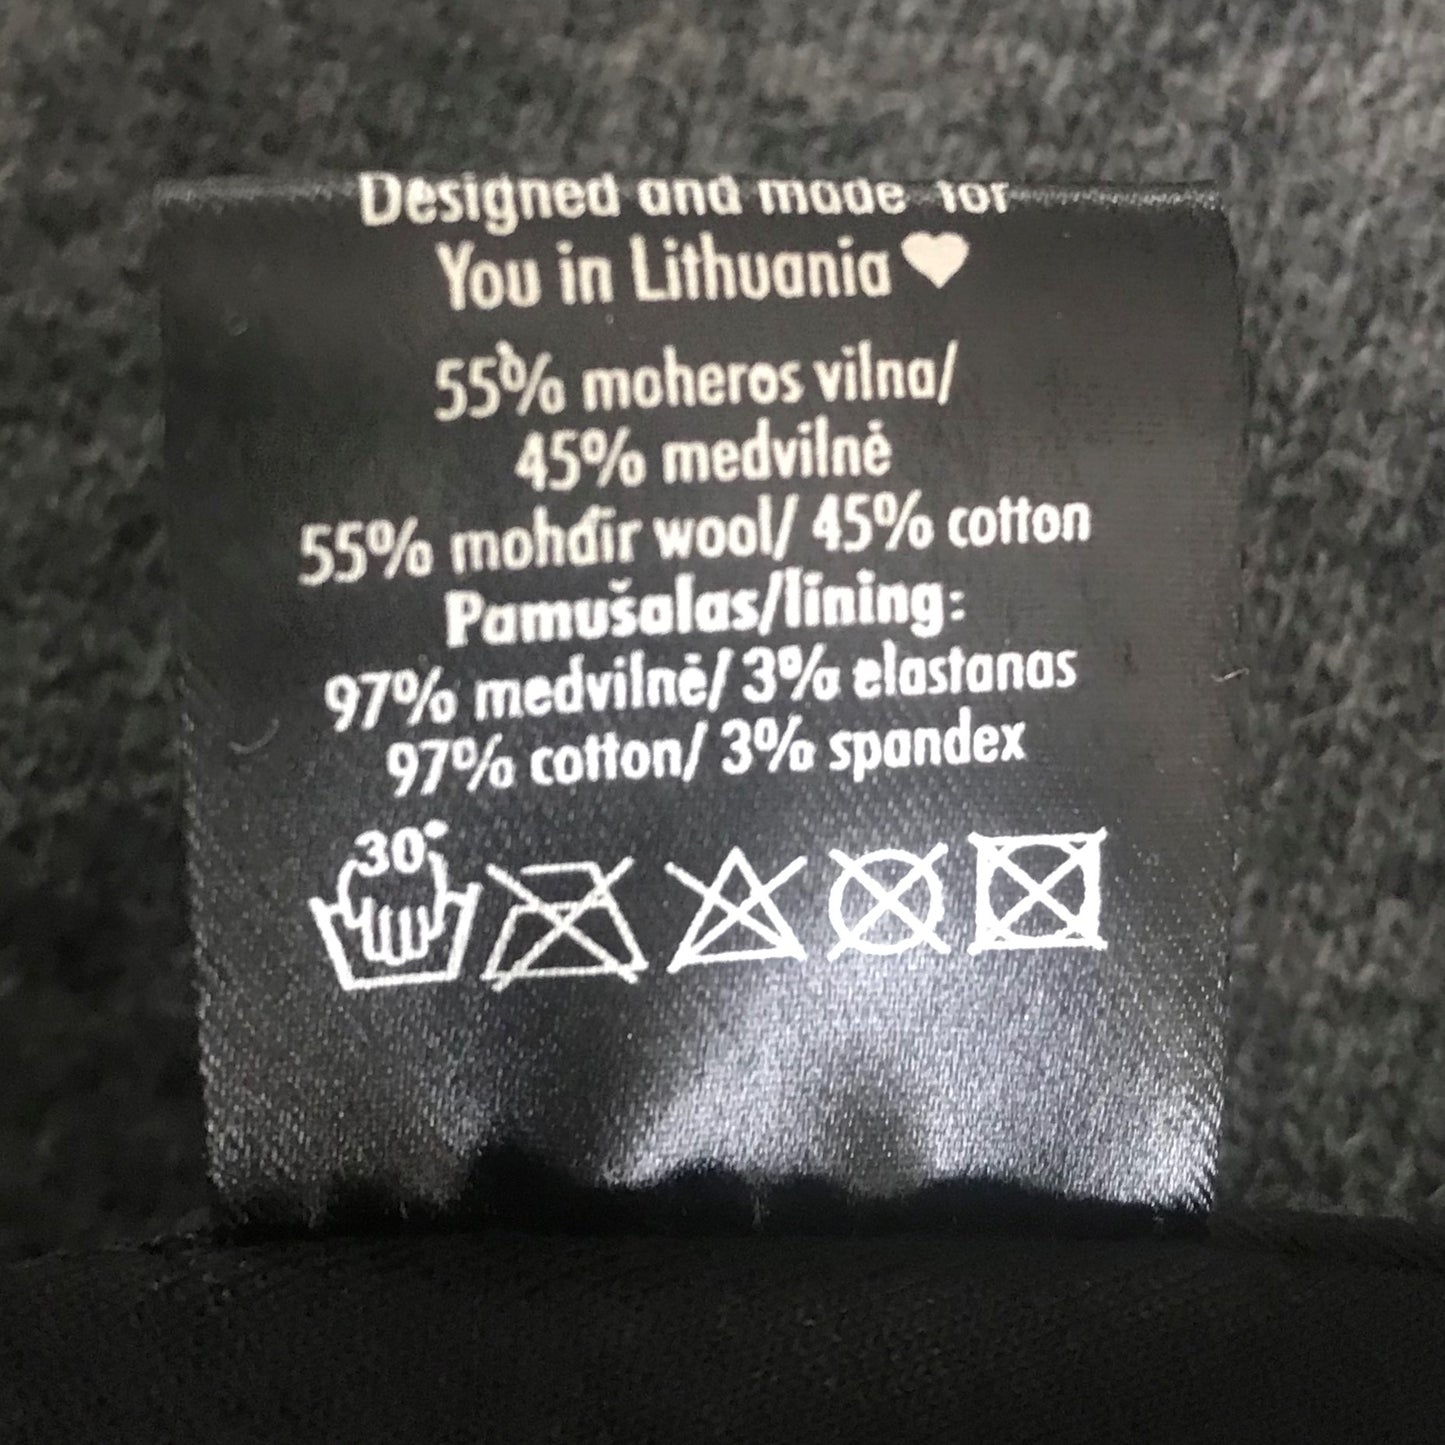 Designed and made for
You in Lithuania
55% moheros vilna/
45% medvilnė
55% mohair wool/ 45% cotton
Pamušalas/lining:
97% medvilnė/ 3% elastanas
97% cotton/ 3% spandex
30°